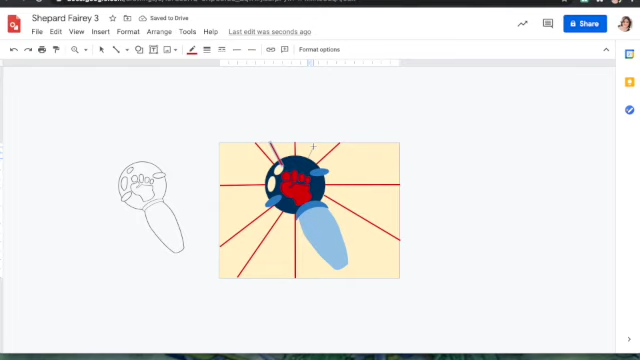 Shepard Fairey 3
Saved to Drive
File Edit View Insert Format Arrange Tools Help Last edit was seconds ago
Share
Format options